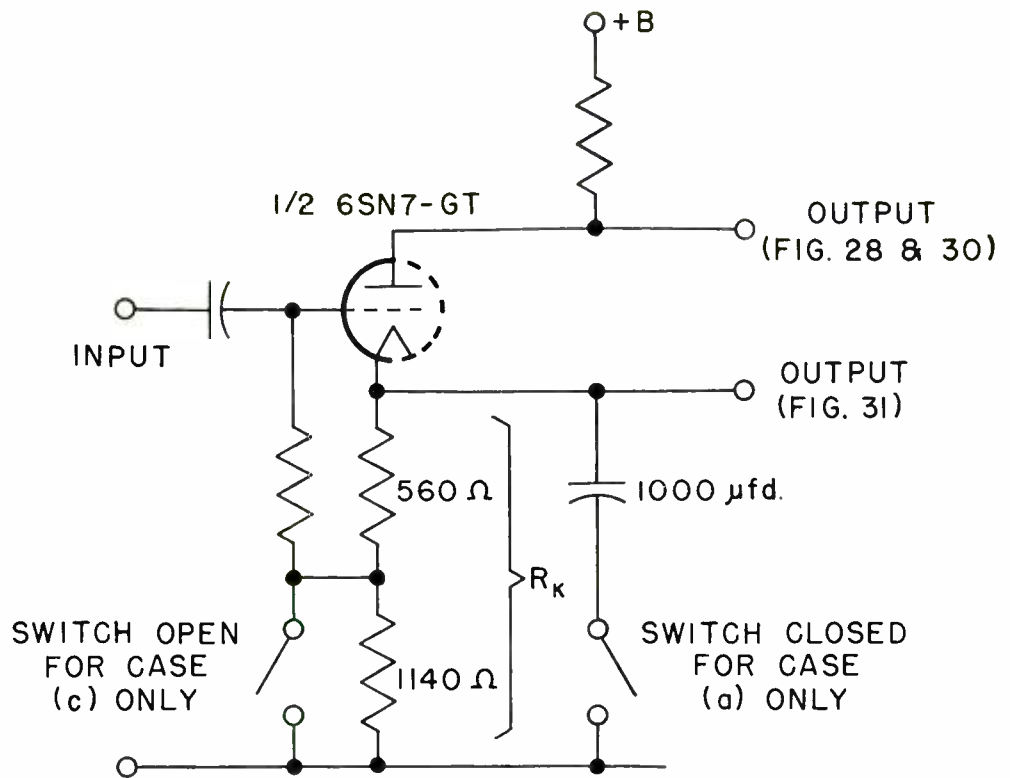 +B
1/2 6SN7-GT
OUTPUT
(FIG. 28 & 30)
INPUT
OUTPUT
(FIG. 31)
560 Ω
1000 µfd.
RK
SWITCH OPEN
FOR CASE
(c) ONLY
1140 Ω
SWITCH CLOSED
FOR CASE
(a) ONLY